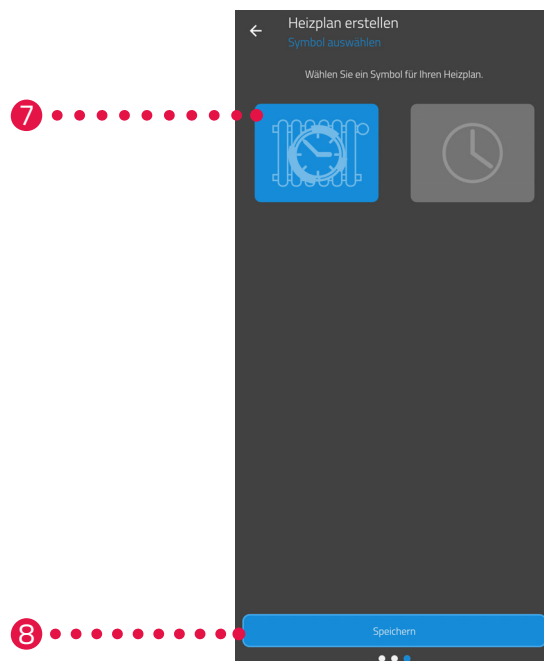 Heizplan erstellen
Symbol auswählen
Wählen Sie ein Symbol für Ihren Heizplan.
7
8
Speichern